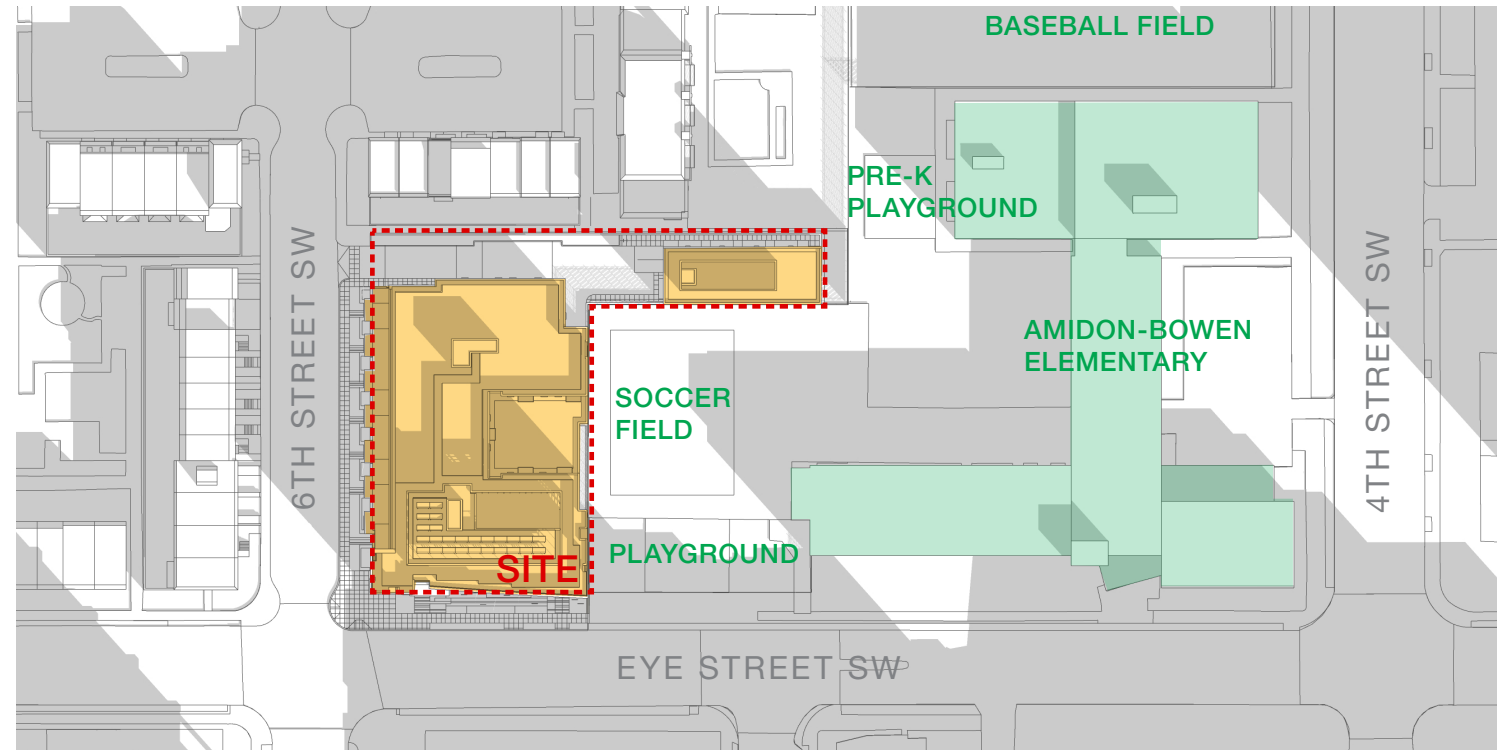 BASEBALL FIELD
PRE-K
PLAYGROUND
6TH STREET SW
AMIDON-BOWEN
ELEMENTARY
4TH STREET SW
SOCCER
FIELD
PLAYGROUND
SITE
EYE STREET SW